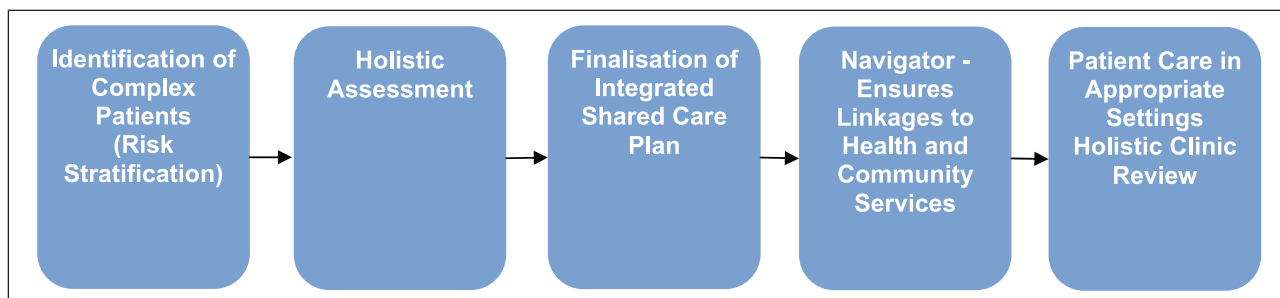 Identification of
Complex
Patients
(Risk
Stratification)
Holistic
Assessment
Finalisation of
Integrated
Shared Care
Plan
Navigator -
Ensures
Linkages to
Health and
Community
Services
Patient Care in
Appropriate
Settings
Holistic Clinic
Review